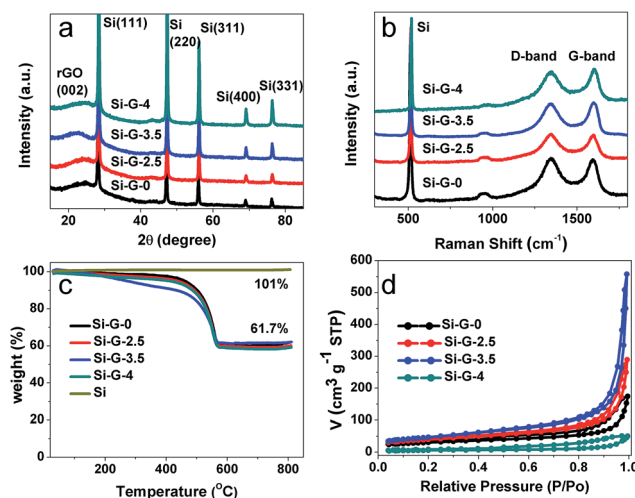 a
Si(111)
Si
(220)
Si(311)
rGO
(002)
Si(400)
Si(331)
Si-G-4
Si-G-3.5
Si-G-2.5
Si-G-0
Intensity (a.u.)
20 40 60 80
2θ (degree)
b
Si
D-band
G-band
Si-G-4
Si-G-3.5
Si-G-2.5
Si-G-0
Intensity (a.u.)
500 1000 1500
Raman Shift (cm-1)
c
101%
61.7%
Si-G-0
Si-G-2.5
Si-G-3.5
Si-G-4
Si
weight (%)
100
80
60
40
20
0
200 400 600 800
Temperature (OC)
d
Si-G-0
Si-G-2.5
Si-G-3.5
Si-G-4
V (cm3 g-1 STP)
600
500
400
300
200
100
0
0.0 0.2 0.4 0.6 0.8 1.0
Relative Pressure (P/Po)